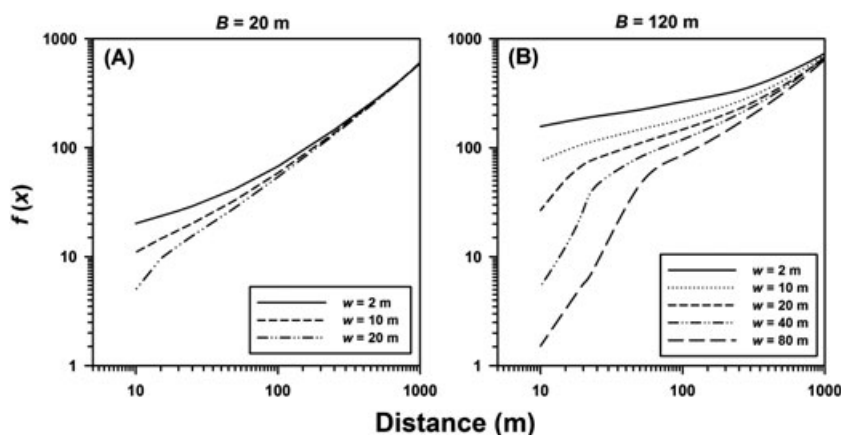 B = 20 m
B = 120 m
f (x)
1000
100
10
1
(A)
w = 2 m
w = 10 m
w = 20 m
10
100
1000
1000
100
10
1
(B)
w = 2 m
w = 10 m
w = 20 m
w = 40 m
w = 80 m
10
100
1000
Distance (m)